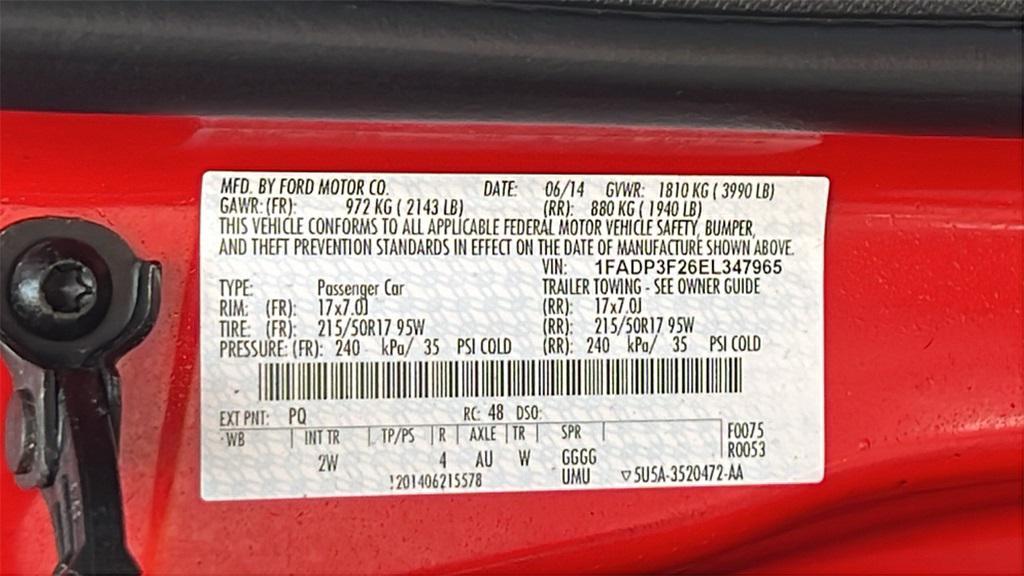 MFD. BY FORD MOTOR CO. DATE: 06/14 GVWR: 1810 KG ( 3990 LB)
GAWR: (FR): 972 KG ( 2143 LB) (RR): 880 KG ( 1940 LB)
THIS VEHICLE CONFORMS TO ALL APPLICABLE FEDERAL MOTOR VEHICLE SAFETY, BUMPER,
AND THEFT PREVENTION STANDARDS IN EFFECT ON THE DATE OF MANUFACTURE SHOWN ABOVE.
VIN: 1FADP3F26EL347965
TYPE: Passenger Car TRAILER TOWING - SEE OWNER GUIDE
RIM: (FR): 17x7.0J (RR): 17x7.0J
TIRE: (FR): 215/50R17 95W (RR): 215/50R17 95W
PRESSURE: (FR): 240 kPa/ 35 PSI COLD (RR): 240 kPa/ 35 PSI COLD
EXT PNT: PQ RC: 48 DSO:
WB INT TR TP/PS R AXLE TR SPR F0075
2W 4 AU W GGGG R0053
!201406215578 UMU ▽5U5A-3520472-AA